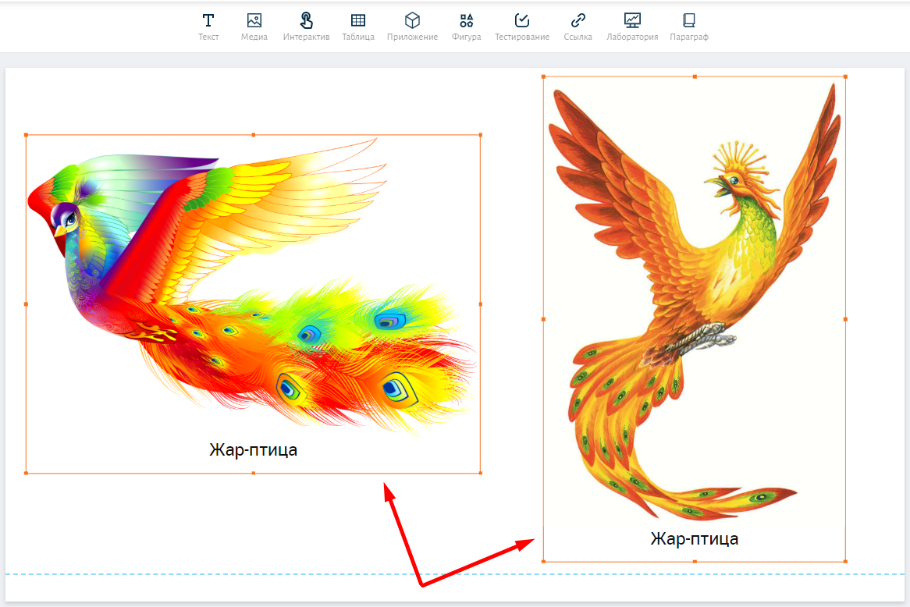 Текст Медиа Интерактив Таблица Приложение Фигура Тестирование Ссылка Лаборатория Параграф
Жар-птица
Жар-птица